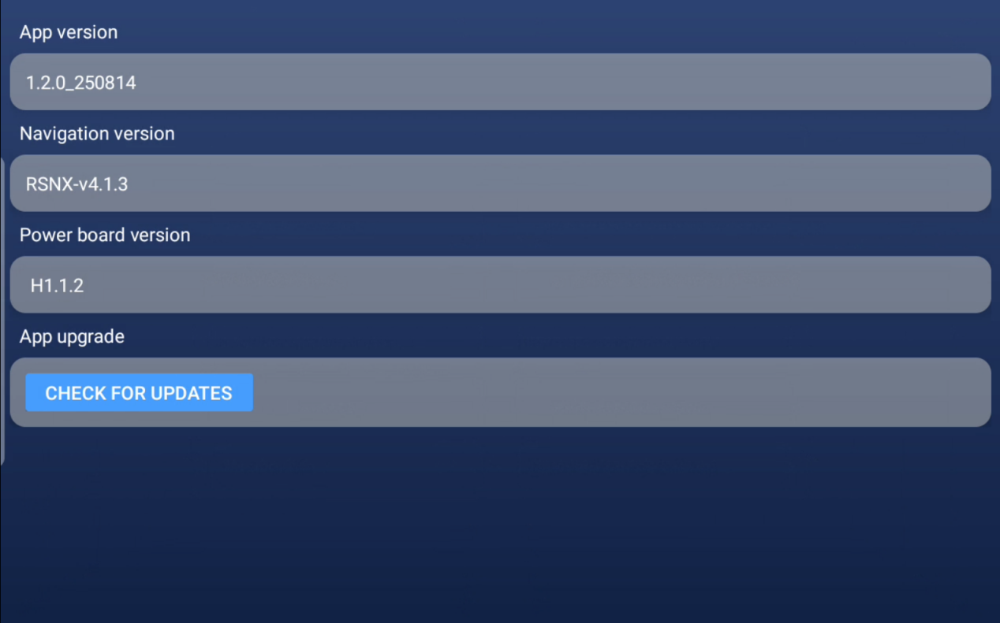 App version
1.2.0_250814
Navigation version
RSNX-v4.1.3
Power board version
H1.1.2
App upgrade
CHECK FOR UPDATES